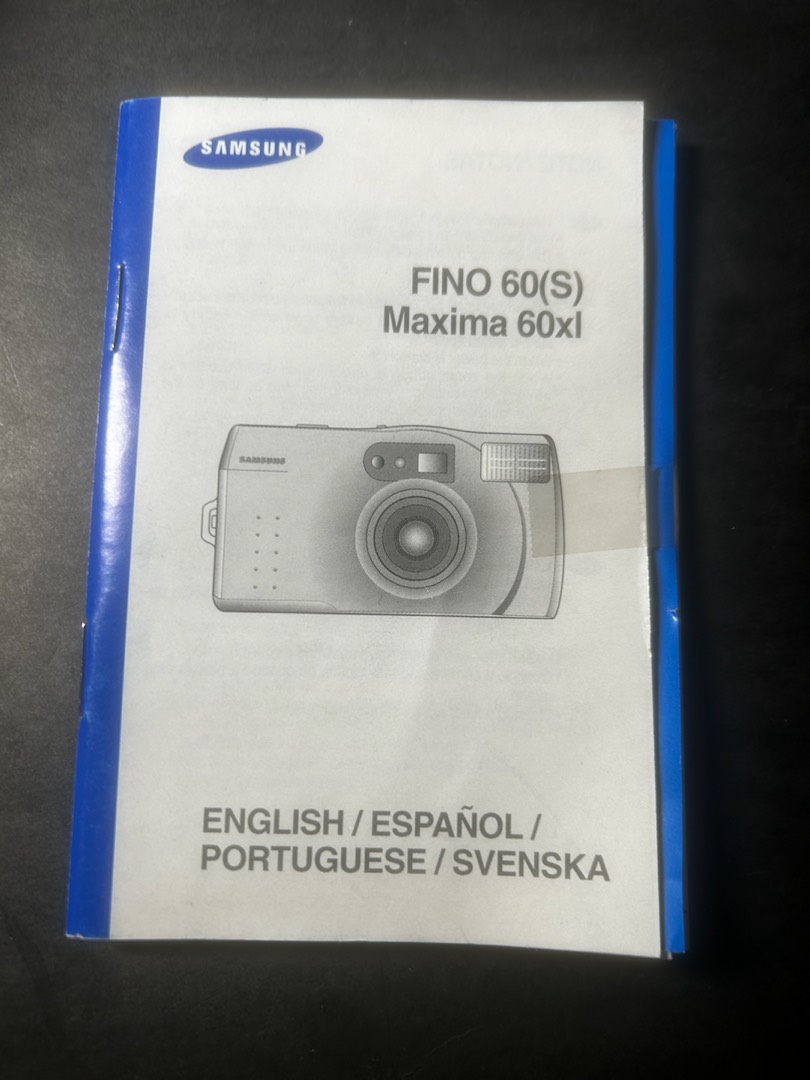 SAMSUNG
FINO 60(S)
Maxima 60xl
SAMSUNG
ENGLISH / ESPAÑOL /
PORTUGUESE / SVENSKA